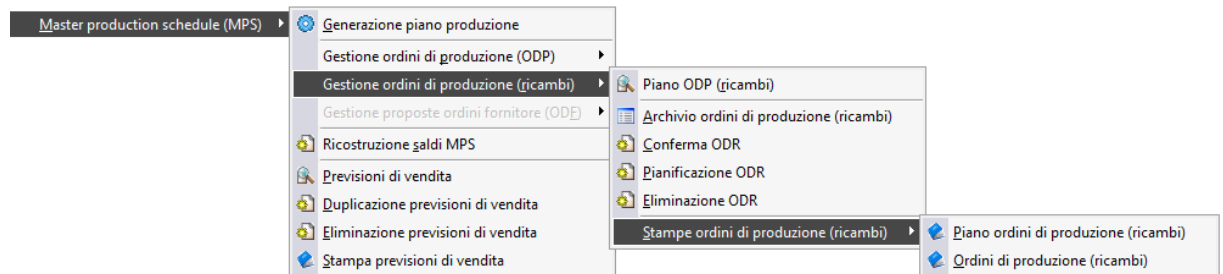 Master production schedule (MPS)
Generazione piano produzione
Gestione ordini di produzione (ODP)
Gestione ordini di produzione (ricambi)
Gestione proposte ordini fornitore (ODF)
Ricostruzione saldi MPS
Previsioni di vendita
Duplicazione previsioni di vendita
Eliminazione previsioni di vendita
Stampa previsioni di vendita
Piano ODP (ricambi)
Archivio ordini di produzione (ricambi)
Conferma ODR
Pianificazione ODR
Eliminazione ODR
Stampe ordini di produzione (ricambi)
Piano ordini di produzione (ricambi)
Ordini di produzione (ricambi)